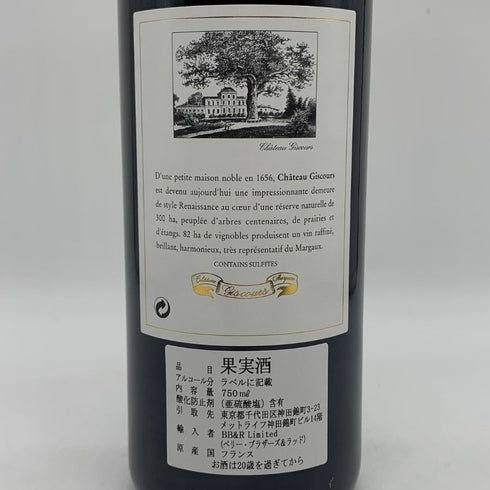 Château Giscours
D'une petite maison noble en 1656, Château Giscours
est devenu aujourd'hui une impressionnante demeure
de style Renaissance au cœur d'une réserve naturelle de
300 ha, peuplée d'arbres centenaires, de prairies et
d'étangs. 82 ha de vignobles produisent un vin raffiné,
brillant, harmonieux, très représentatif du Margaux.
CONTAINS SULFITES
Château Giscours Margaux
品目 果実酒
アルコール分 ラベルに記載
内容量 750㎖
酸化防止剤 (亜硫酸塩) 含有
引取先 東京都千代田区神田錦町3-23
メットライフ神田錦町ビル14階
輸入者 BB&R Limited
(ベリー・ブラザーズ&ラッド)
原産国 フランス
お酒は20歳を過ぎてから